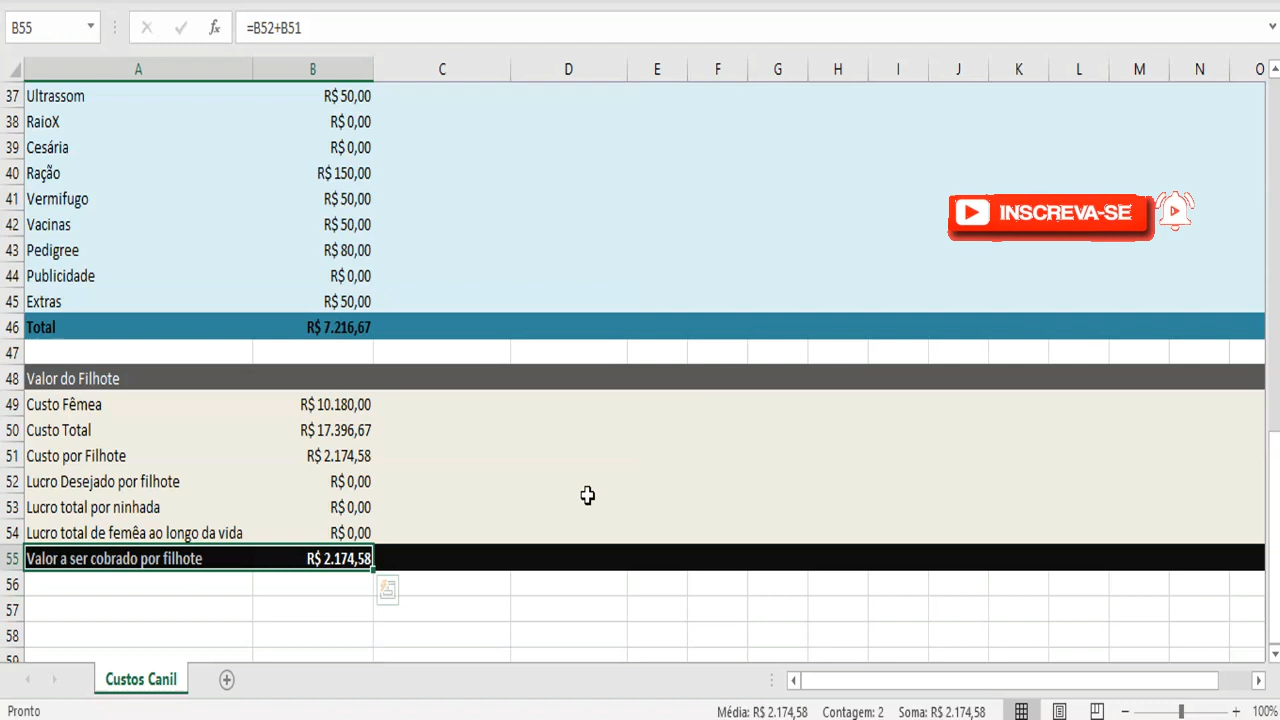 B55 fx =B52+B51
A B C D E F G H I J K L M N O
37 Ultrassom R$ 50,00
38 RaioX R$ 0,00
39 Cesária R$ 0,00
40 Ração R$ 150,00
41 Vermifugo R$ 50,00
42 Vacinas R$ 50,00
43 Pedigree R$ 80,00
44 Publicidade R$ 0,00
45 Extras R$ 50,00
46 Total R$ 7.216,67
47
48 Valor do Filhote
49 Custo Fêmea R$ 10.180,00
50 Custo Total R$ 17.396,67
51 Custo por Filhote R$ 2.174,58
52 Lucro Desejado por filhote R$ 0,00
53 Lucro total por ninhada R$ 0,00
54 Lucro total de femêa ao longo da vida R$ 0,00
55 Valor a ser cobrado por filhote R$ 2.174,58
56
57
58
59
INSCREVA-SE
Custos Canil
Pronto Média: R$ 2.174,58 Contagem: 2 Soma: R$ 2.174,58 100%